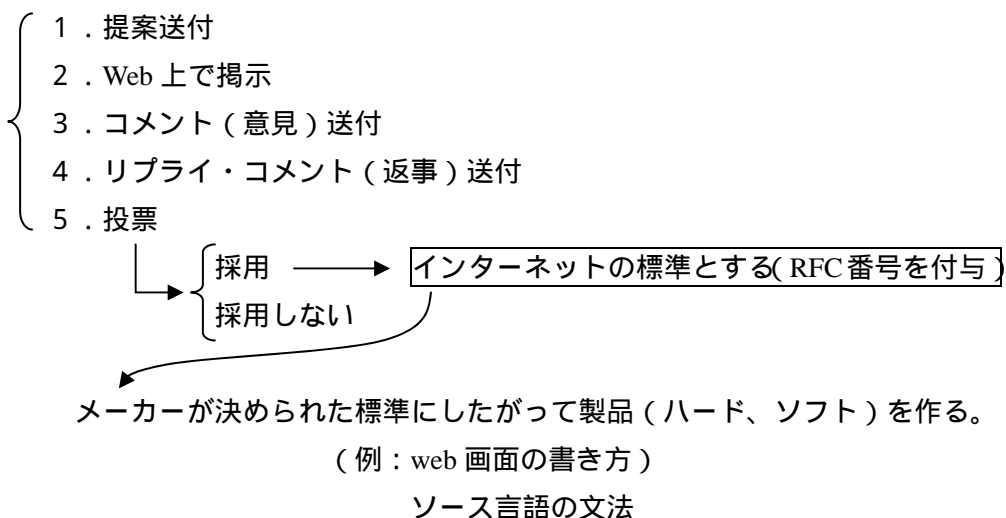 １．提案送付
２．Web 上で掲示
３．コメント（意見）送付
４．リプライ・コメント（返事）送付
５．投票
採用 インターネットの標準とする（RFC 番号を付与）
採用しない
メーカーが決められた標準にしたがって製品（ハード、ソフト）を作る。
（例：web 画面の書き方）
ソース言語の文法